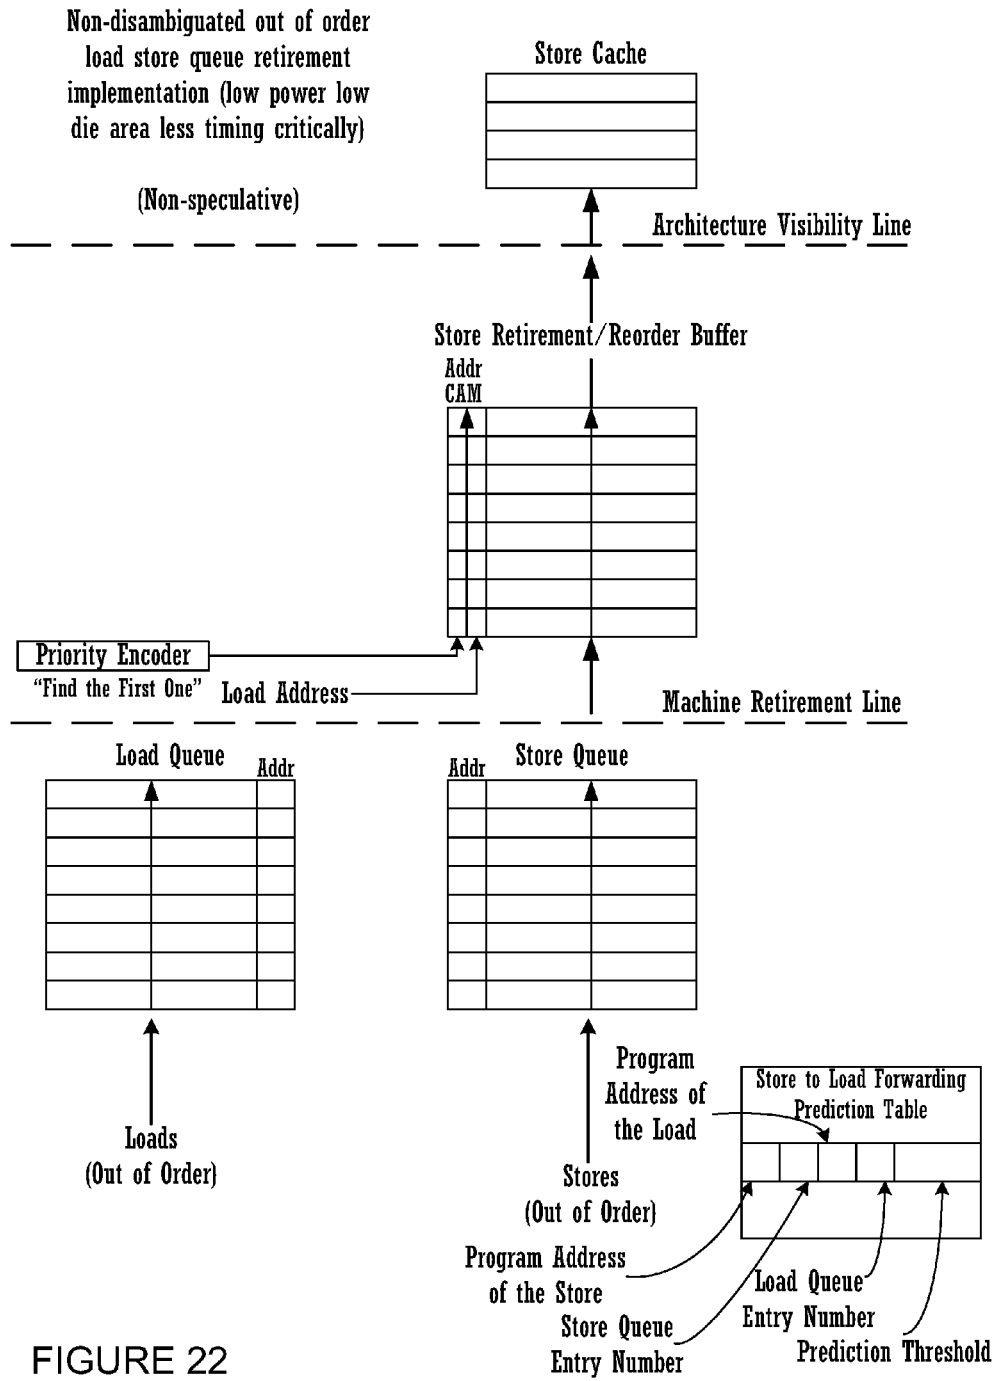 Non-disambiguated out of order
load store queue retirement
implementation (low power low
die area less timing critically)
(Non-speculative)
Store Cache
Architecture Visibility Line
Store Retirement/Reorder Buffer
Addr
CAM
Priority Encoder
"Find the First One"
Load Address
Machine Retirement Line
Load Queue
Addr
Addr
Store Queue
Loads
(Out of Order)
Stores
(Out of Order)
Program
Address of
the Load
Store to Load Forwarding
Prediction Table
Program Address
of the Store
Store Queue
Entry Number
Load Queue
Entry Number
Prediction Threshold
FIGURE 22